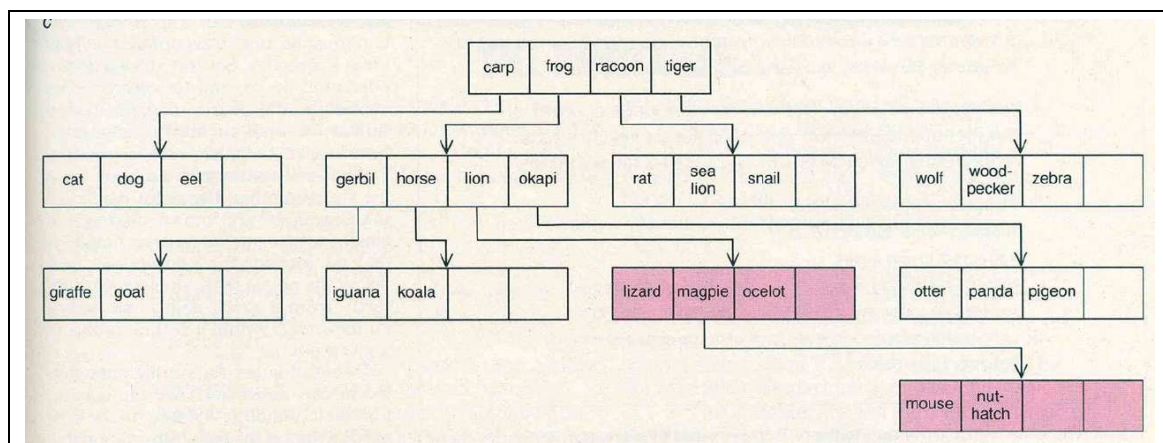 c
carp frog racoon tiger
cat dog eel
gerbil horse lion okapi
rat sea lion snail
wolf wood-pecker zebra
giraffe goat
iguana koala
lizard magpie ocelot
otter panda pigeon
mouse nut-hatch